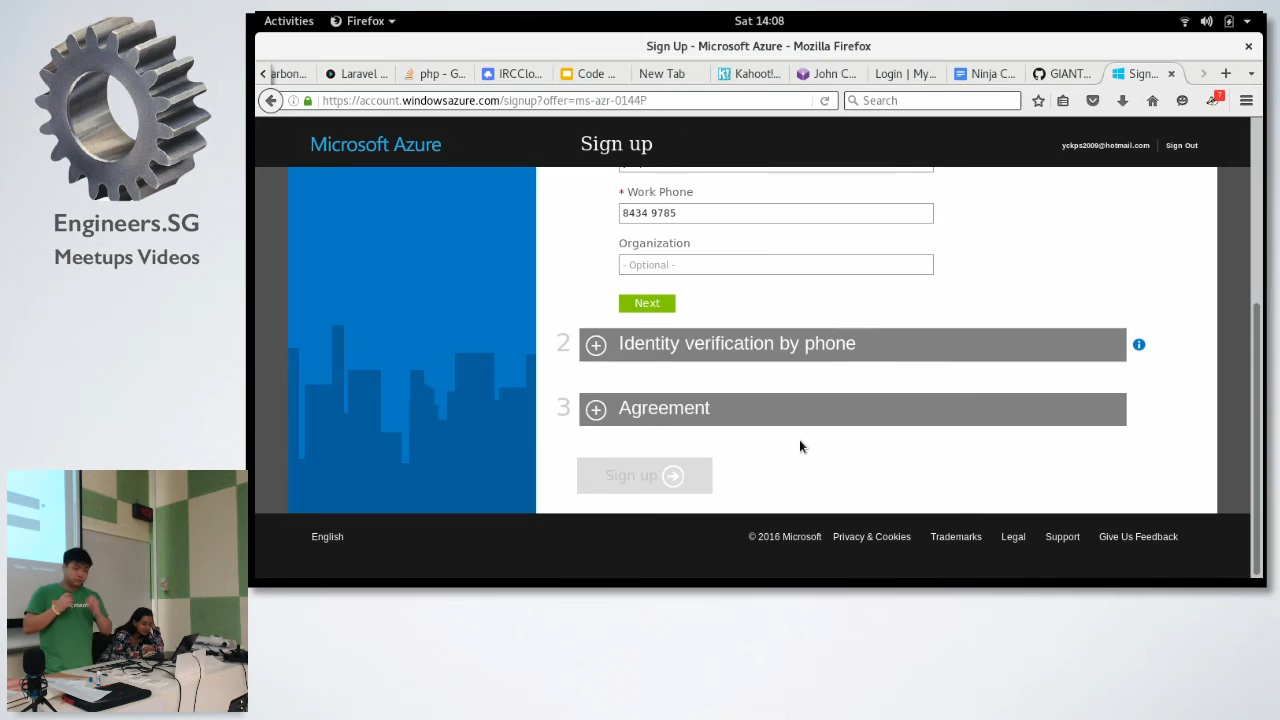 Activities
Firefox
Sat 14:08
Sign Up - Microsoft Azure - Mozilla Firefox
arbon...
Laravel ...
php - G...
IRCClo...
Code ...
New Tab
Kahoot!...
John C...
Login | My...
Ninja C...
GIANT...
Sign...
https://account.windowsazure.com/signup?offer=ms-azr-0144P
Search
7
Microsoft Azure
Sign up
yckps2009@hotmail.com
Sign Out
* Work Phone
8434 9785
Organization
- Optional -
Next
2
Identity verification by phone
3
Agreement
Sign up
English
© 2016 Microsoft
Privacy & Cookies
Trademarks
Legal
Support
Give Us Feedback
Engineers.SG
Meetups Videos